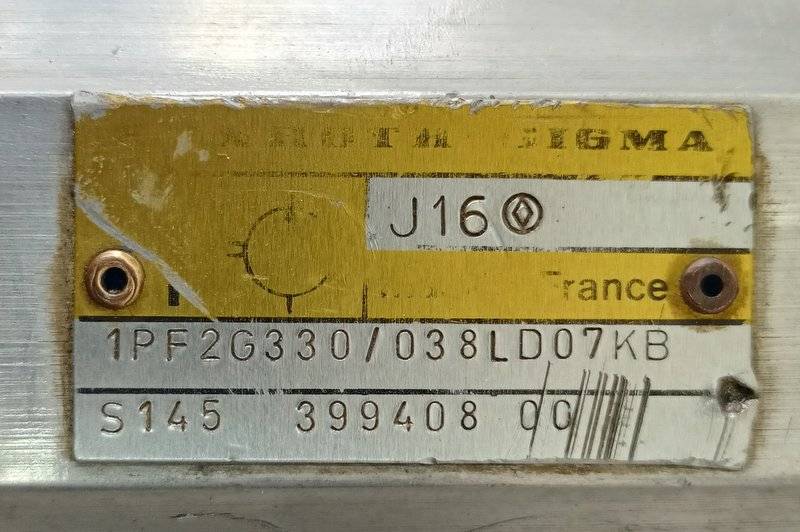 SIGMA
J16
France
1PF2G330/038LD07KB
S145 399408 00